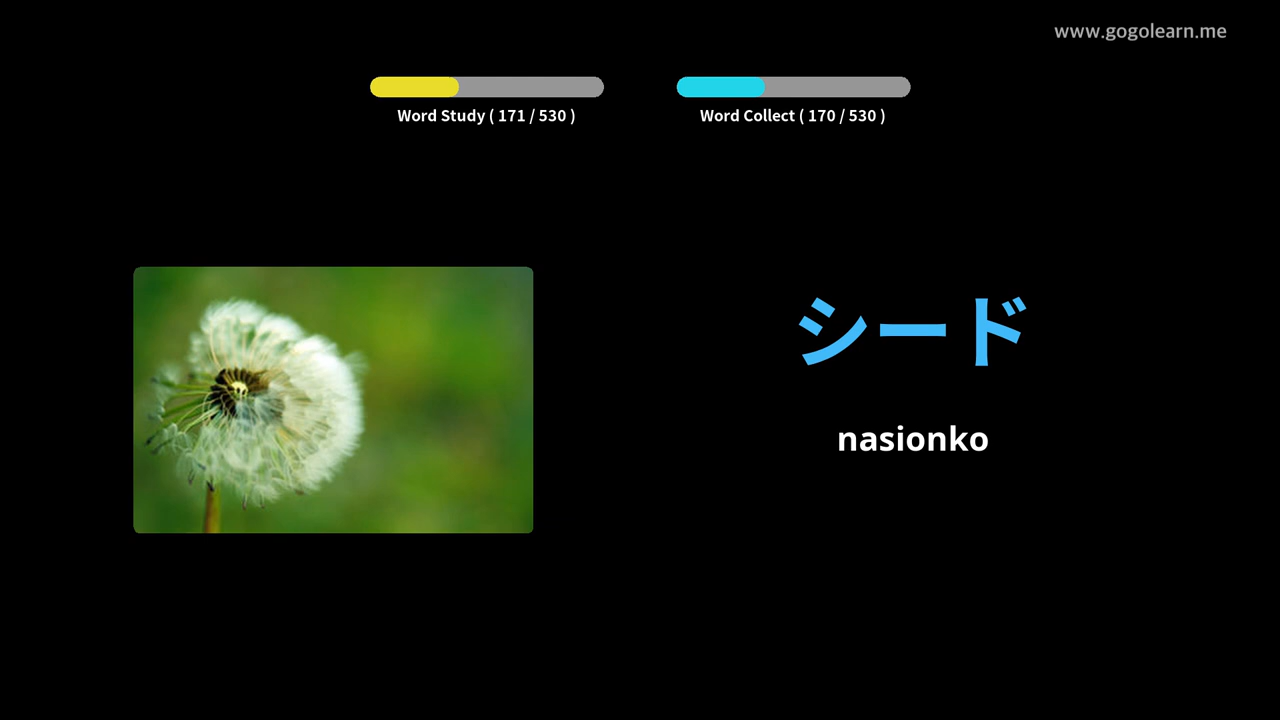 www.gogolearn.me
Word Study ( 171 / 530 )
Word Collect ( 170 / 530 )
シード
nasionko